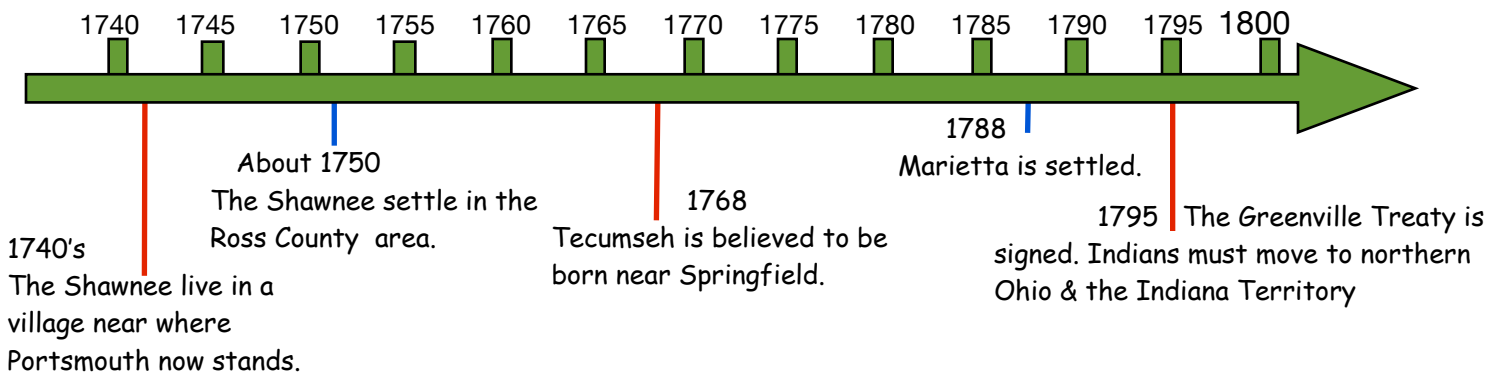 1740 1745 1750 1755 1760 1765 1770 1775 1780 1785 1790 1795 1800
1740's
The Shawnee live in a
village near where
Portsmouth now stands.
About 1750
The Shawnee settle in the
Ross County area.
1768
Tecumseh is believed to be
born near Springfield.
1788
Marietta is settled.
1795 The Greenville Treaty is
signed. Indians must move to northern
Ohio & the Indiana Territory